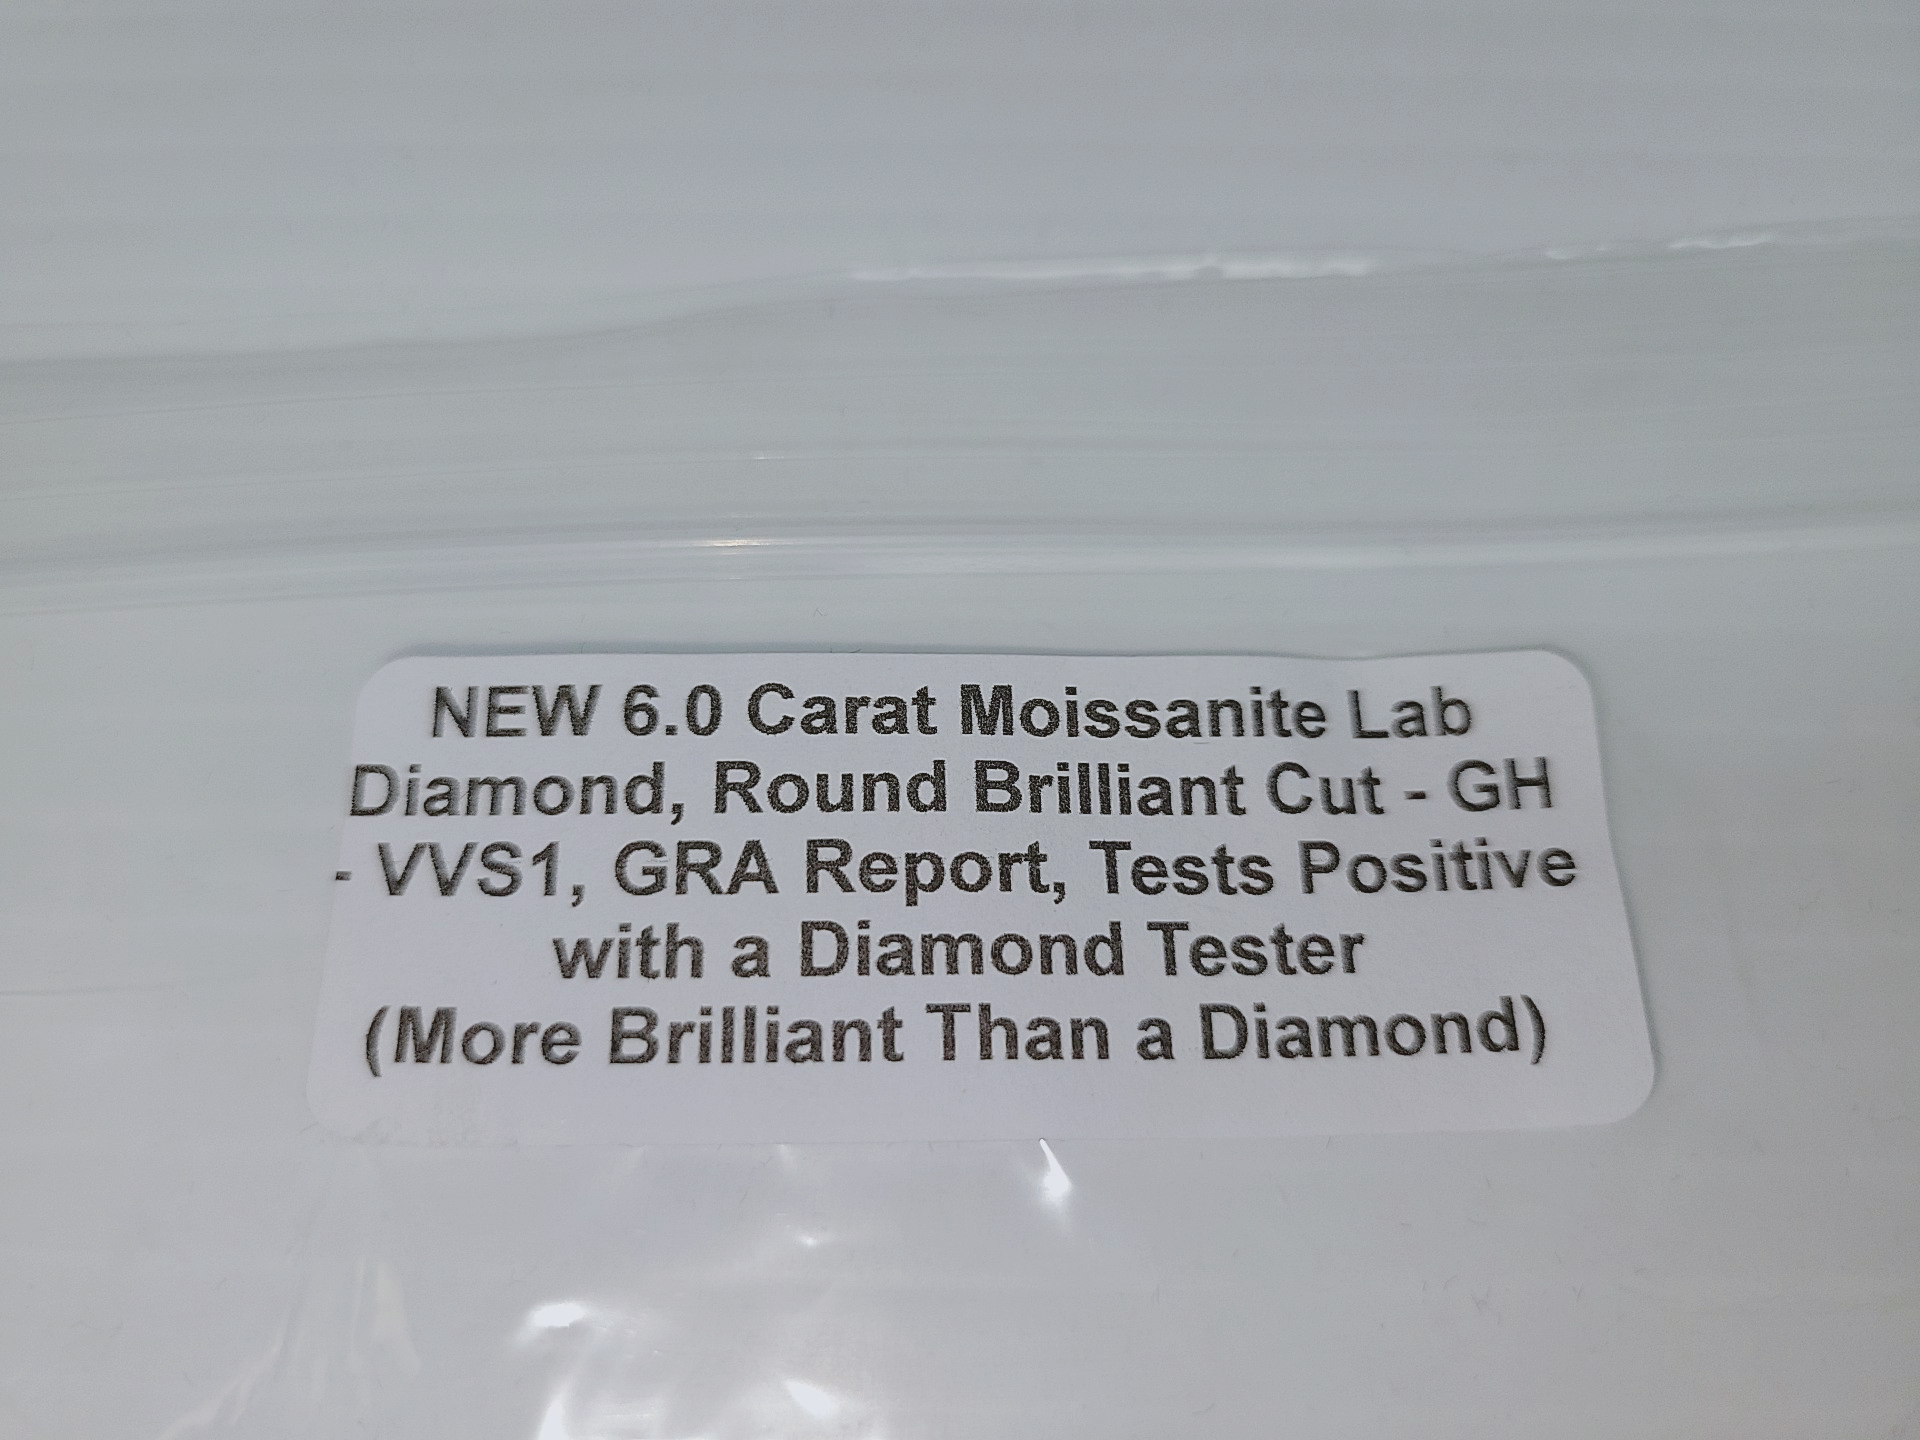 NEW 6.0 Carat Moissanite Lab
Diamond, Round Brilliant Cut - GH
- VVS1, GRA Report, Tests Positive
with a Diamond Tester
(More Brilliant Than a Diamond)